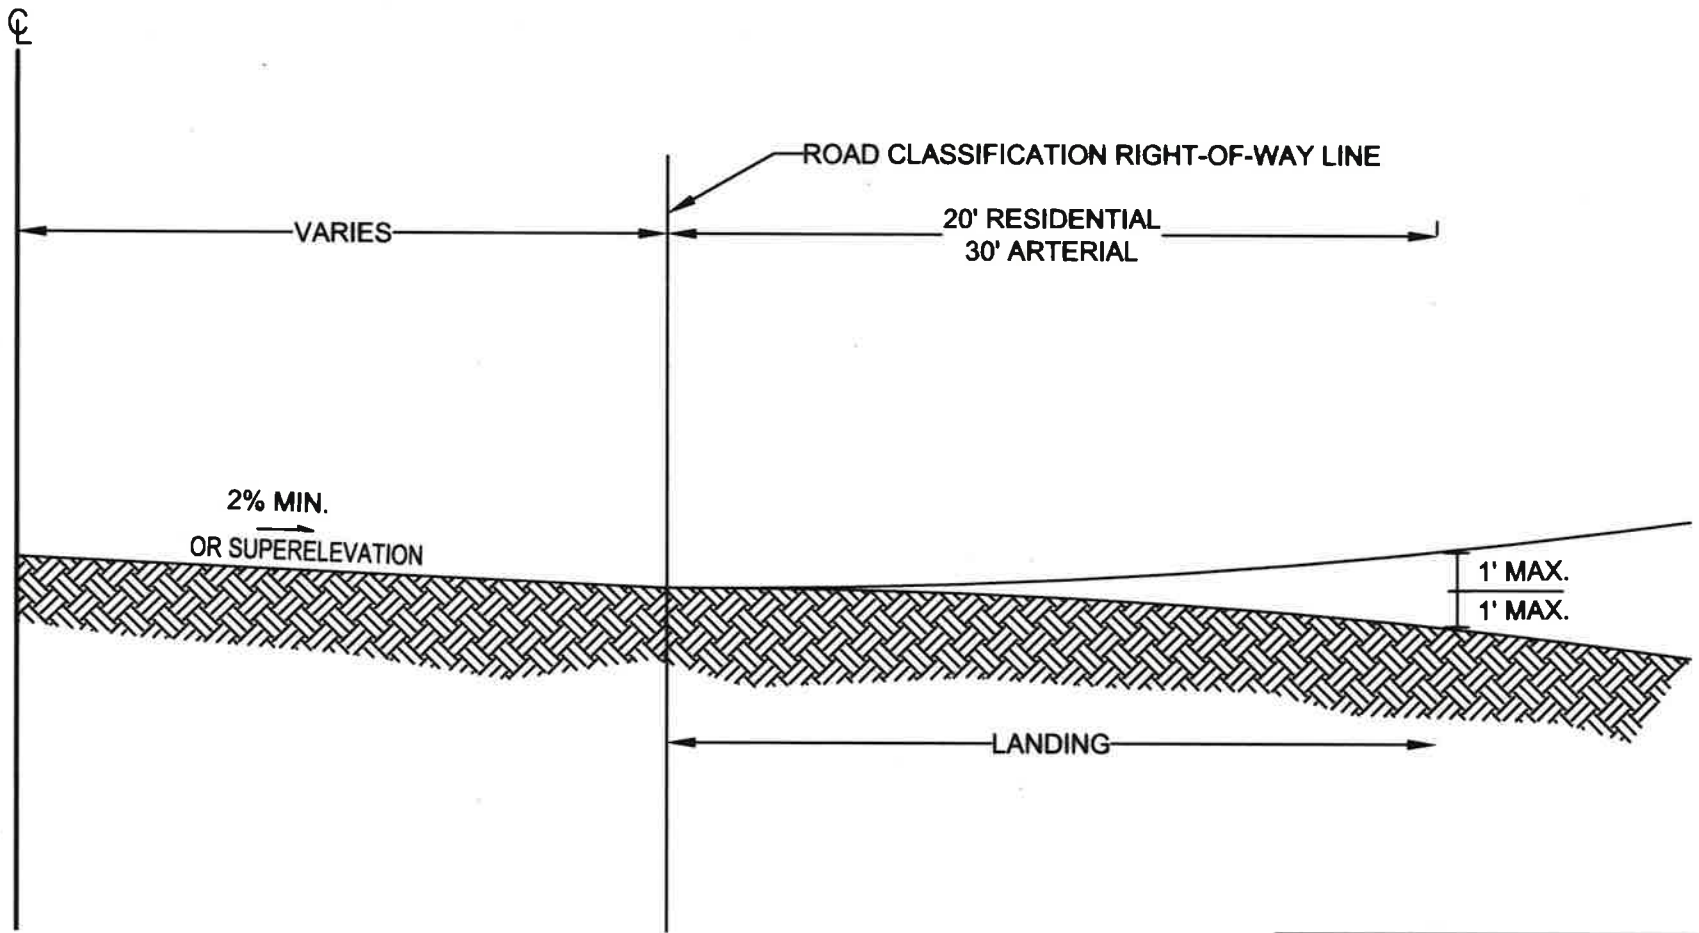 ℄
ROAD CLASSIFICATION RIGHT-OF-WAY LINE
VARIES
20' RESIDENTIAL
30' ARTERIAL
2% MIN.
OR SUPERELEVATION
1' MAX.
1' MAX.
LANDING